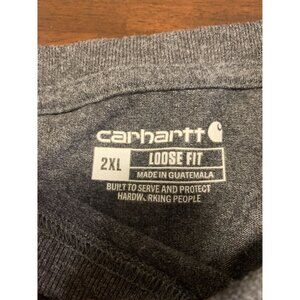 carhartt
2XL LOOSE FIT
MADE IN GUATEMALA
BUILT TO SERVE AND PROTECT
HARDWORKING PEOPLE